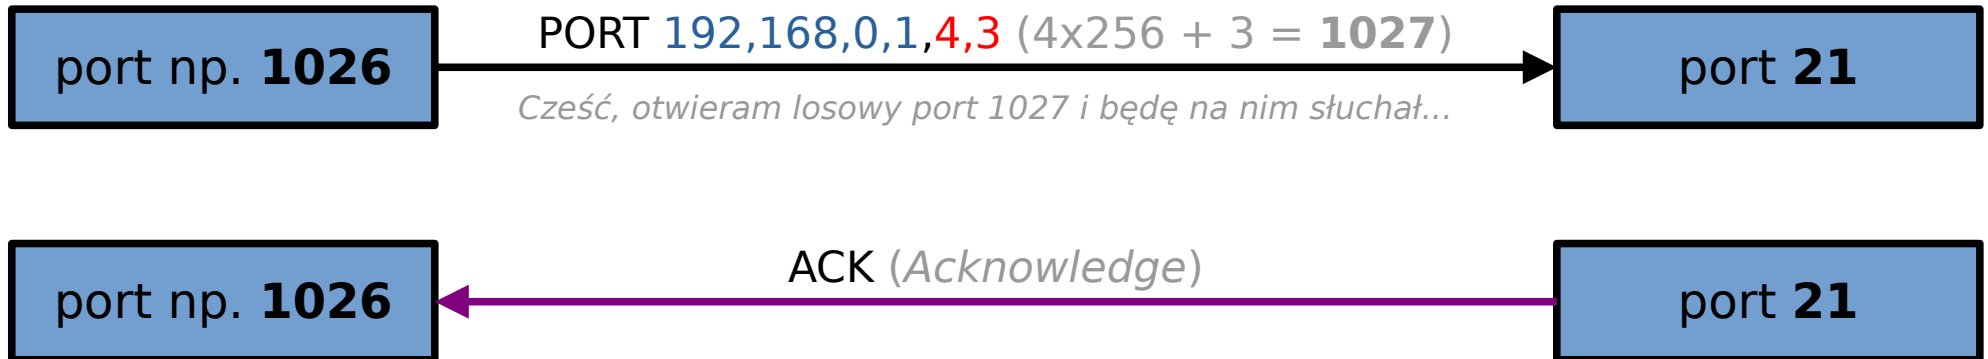 port np. 1026
PORT 192,168,0,1,4,3 (4x256 + 3 = 1027)
Cześć, otwieram losowy port 1027 i będę na nim słuchał...
port 21
port np. 1026
ACK (Acknowledge)
port 21